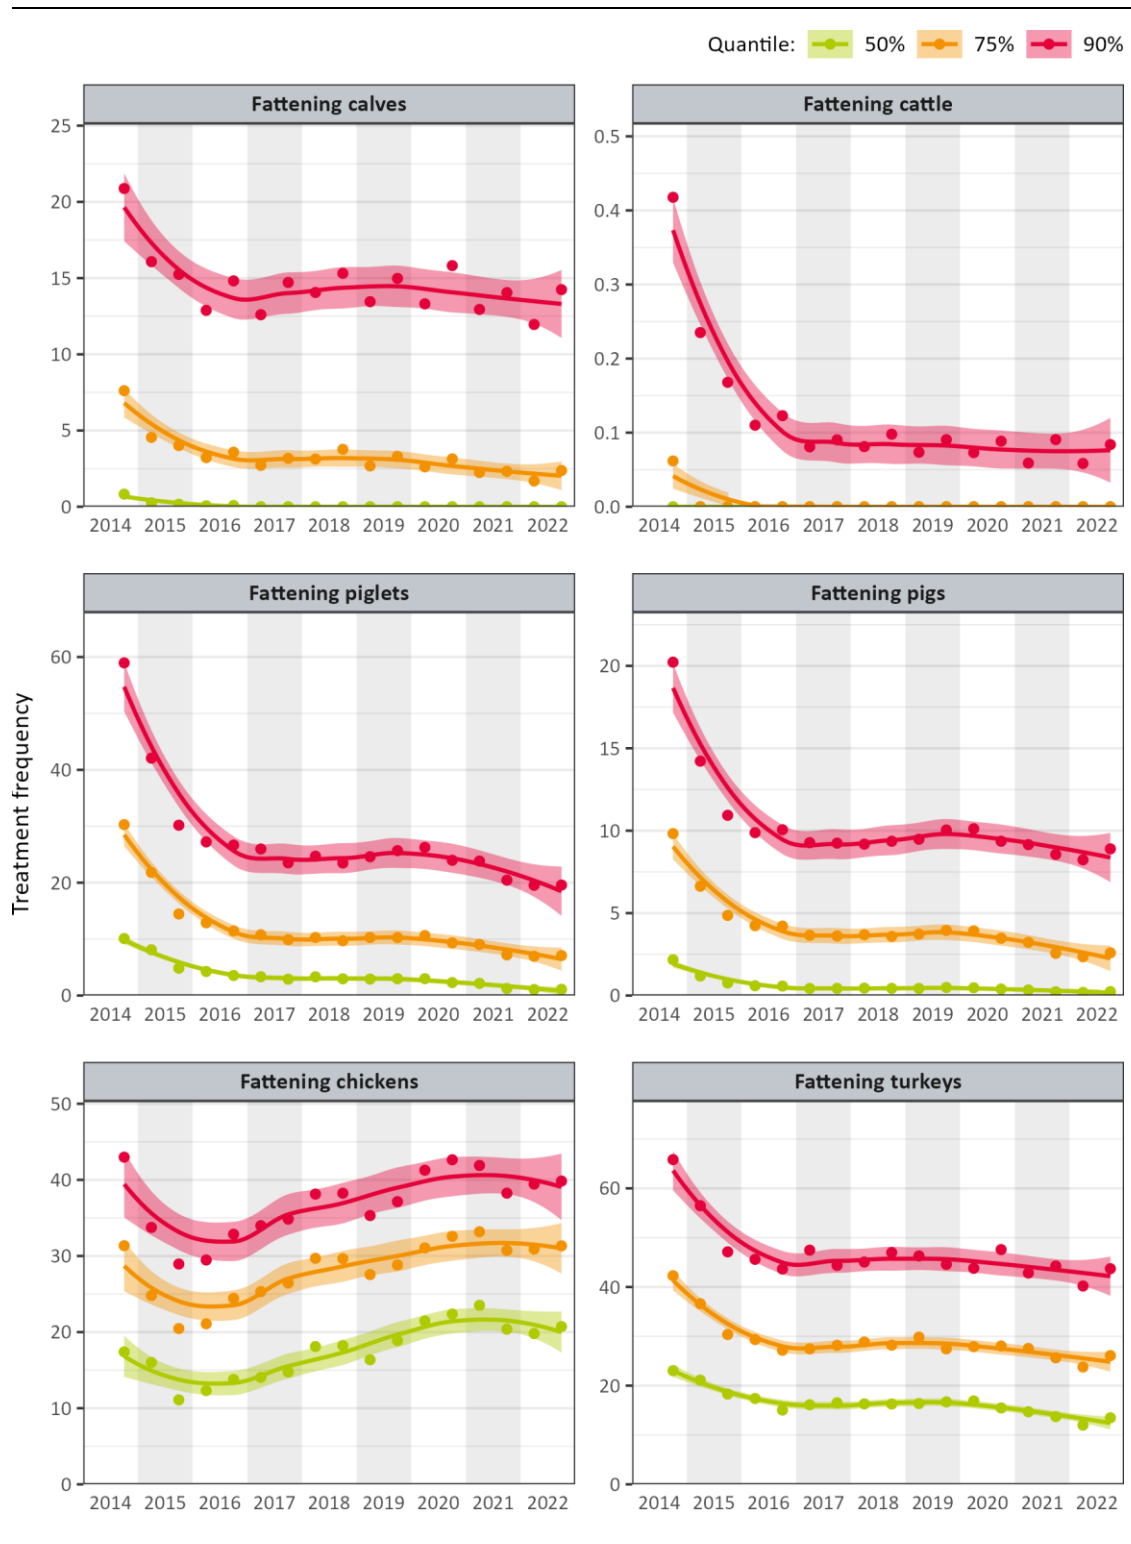 Quantile: 50% 75% 90%
Treatment frequency
Fattening calves
25
20
15
10
5
0
2014 2015 2016 2017 2018 2019 2020 2021 2022
Fattening cattle
0.5
0.4
0.3
0.2
0.1
0.0
2014 2015 2016 2017 2018 2019 2020 2021 2022
Fattening piglets
60
40
20
0
2014 2015 2016 2017 2018 2019 2020 2021 2022
Fattening pigs
20
15
10
5
0
2014 2015 2016 2017 2018 2019 2020 2021 2022
Fattening chickens
50
40
30
20
10
0
2014 2015 2016 2017 2018 2019 2020 2021 2022
Fattening turkeys
60
40
20
0
2014 2015 2016 2017 2018 2019 2020 2021 2022